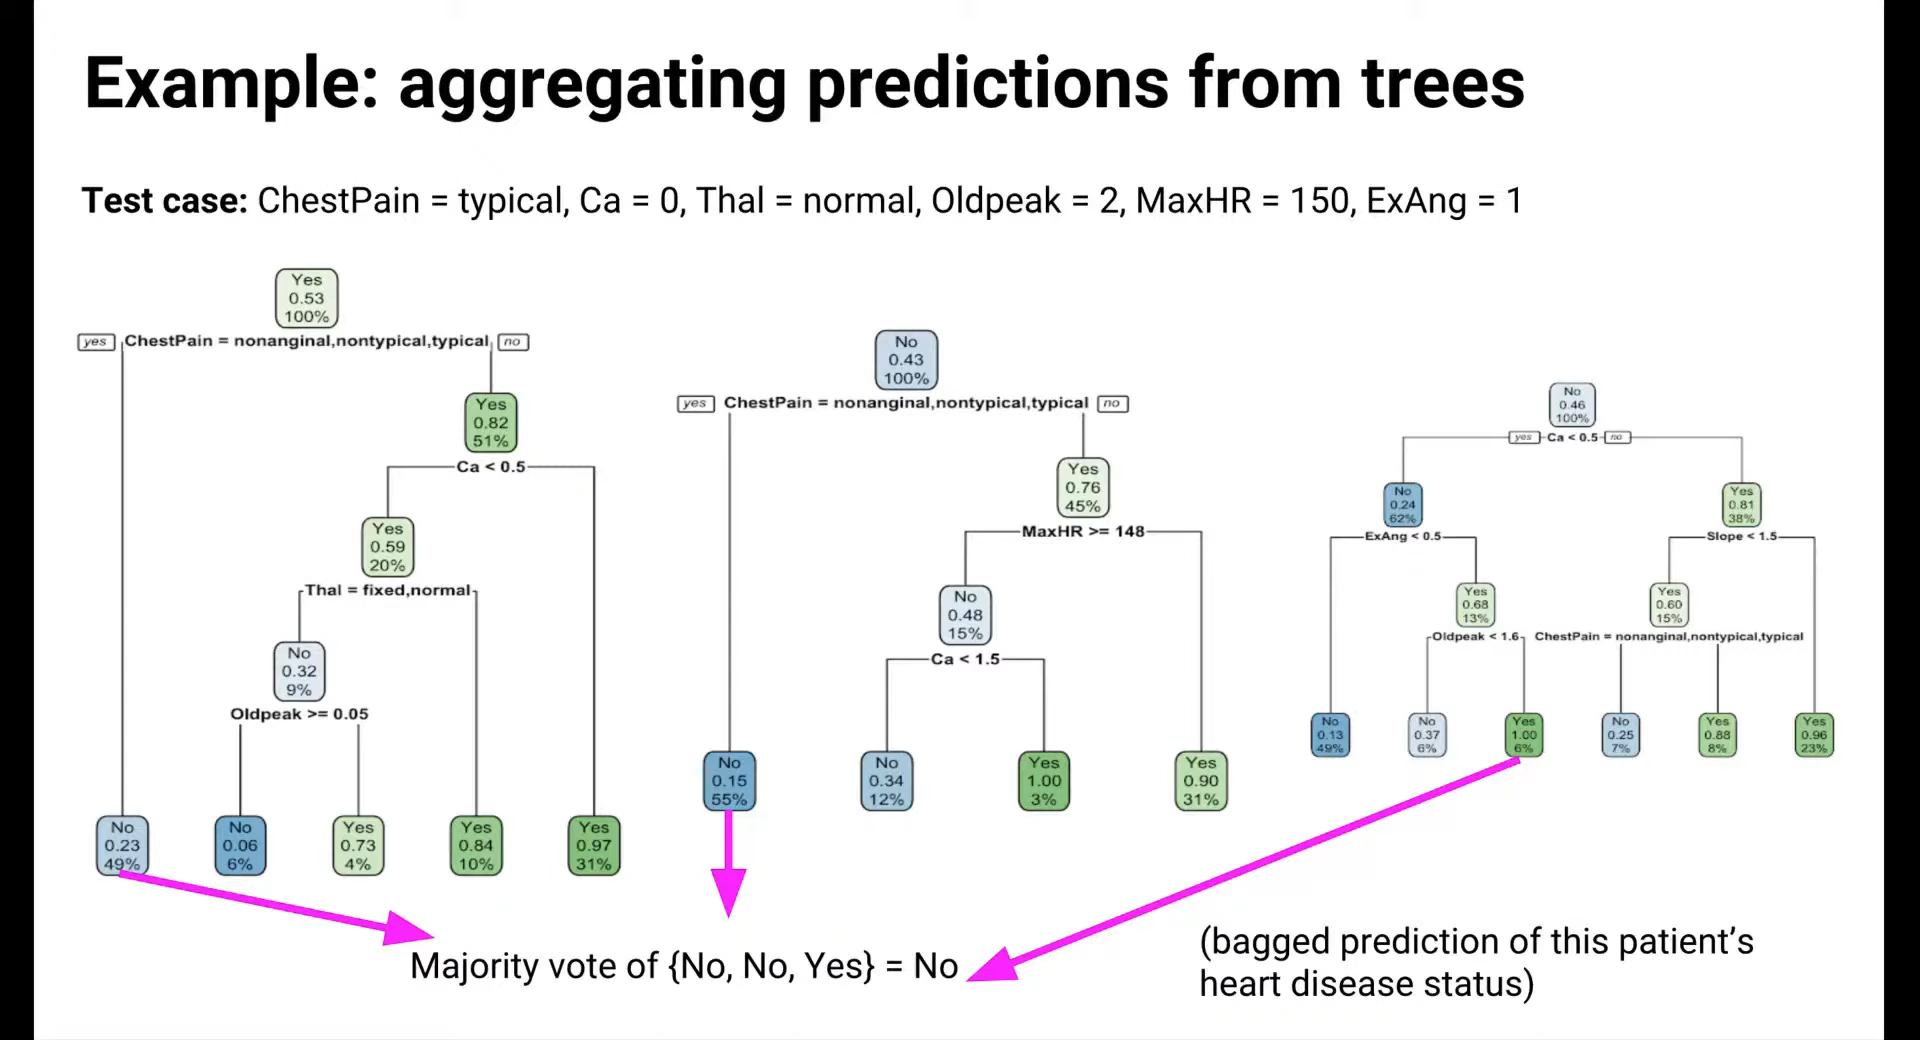 Example: aggregating predictions from trees
Test case: ChestPain = typical, Ca = 0, Thal = normal, Oldpeak = 2, MaxHR = 150, ExAng = 1
Yes
0.53
100%
yes ChestPain = nonanginal,nontypical,typical no
Yes
0.82
51%
Ca < 0.5
Yes
0.59
20%
Thal = fixed,normal
No
0.32
9%
Oldpeak >= 0.05
No
0.23
49%
No
0.06
6%
Yes
0.73
4%
Yes
0.84
10%
Yes
0.97
31%
No
0.43
100%
yes ChestPain = nonanginal,nontypical,typical no
Yes
0.76
45%
MaxHR >= 148
No
0.48
15%
Ca < 1.5
No
0.15
55%
No
0.34
12%
Yes
1.00
3%
Yes
0.90
31%
No
0.46
100%
yes Ca < 0.5 no
No
0.24
62%
Yes
0.81
38%
ExAng < 0.5
Slope < 1.5
Yes
0.68
13%
Yes
0.60
15%
Oldpeak < 1.6
ChestPain = nonanginal,nontypical,typical
No
0.13
49%
No
0.37
6%
Yes
1.00
6%
No
0.25
7%
Yes
0.88
8%
Yes
0.96
23%
Majority vote of {No, No, Yes} = No
(bagged prediction of this patient’s
heart disease status)